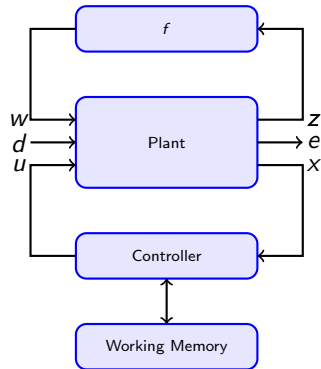 f
w z
d Plant e
u x
Controller
Working Memory